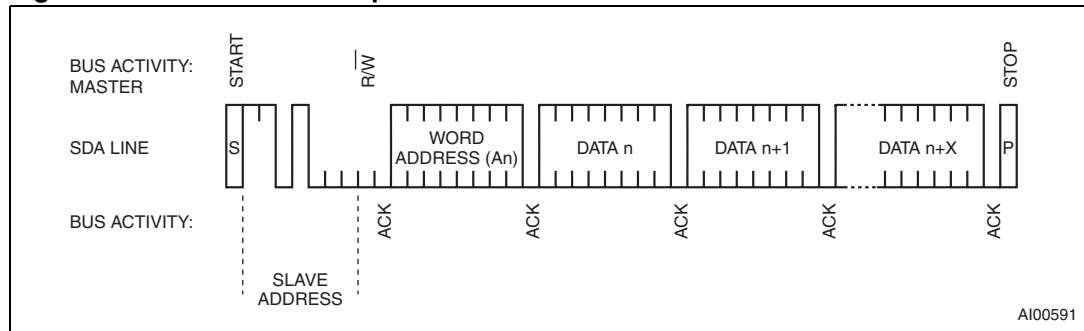 BUS ACTIVITY:
MASTER
START
R/W
STOP
SDA LINE
S
WORD
ADDRESS (An)
DATA n
DATA n+1
DATA n+X
P
BUS ACTIVITY:
ACK
ACK
ACK
ACK
ACK
SLAVE
ADDRESS
AI00591